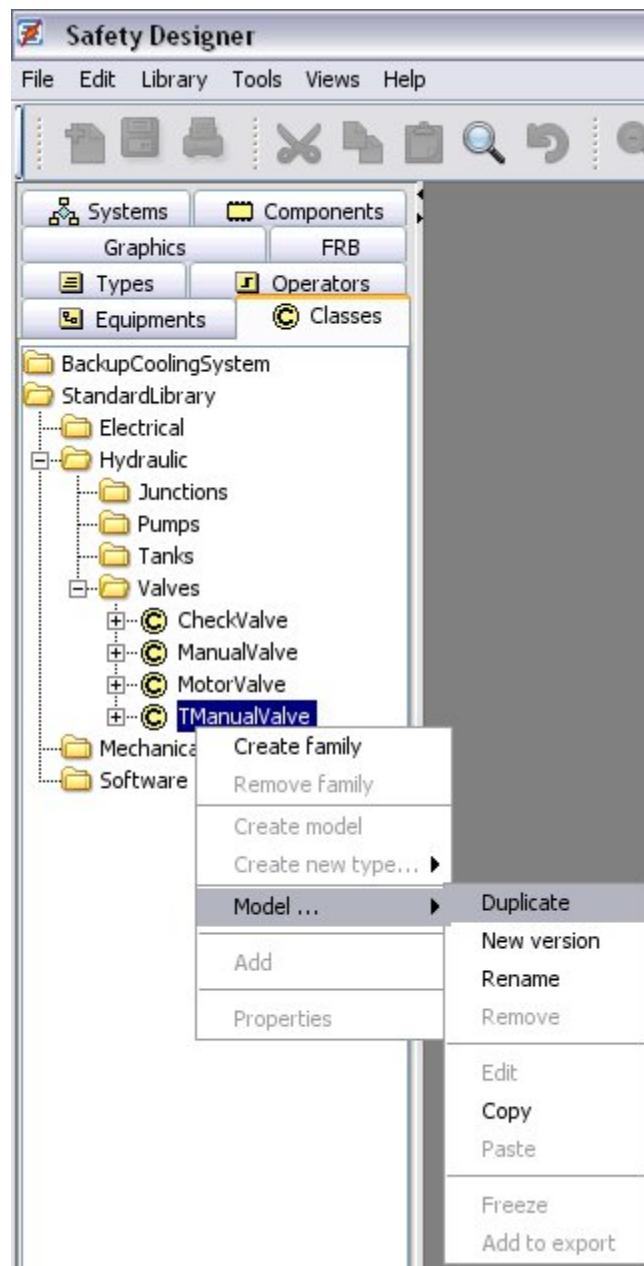 Safety Designer
File Edit Library Tools Views Help
Systems Components
Graphics FRB
Types Operators
Equipments Classes
BackupCoolingSystem
StandardLibrary
Electrical
Hydraulic
Junctions
Pumps
Tanks
Valves
CheckValve
ManualValve
MotorValve
TManualValve
Mechanica
Software
Create family
Remove family
Create model
Create new type...
Model ...
Add
Properties
Duplicate
New version
Rename
Remove
Edit
Copy
Paste
Freeze
Add to export